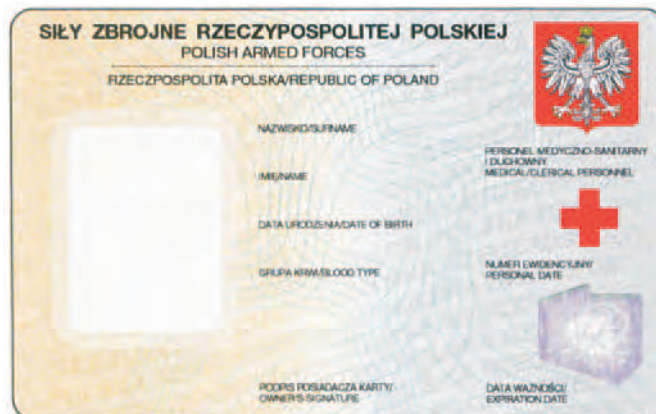 SIŁY ZBROJNE RZECZYPOSPOLITEJ POLSKIEJ
POLISH ARMED FORCES
RZECZPOSPOLITA POLSKA/REPUBLIC OF POLAND
NAZWISKO/SURNAME
IMIĘ/NAME
DATA URODZENIA/DATE OF BIRTH
GRUPA KRWI/BLOOD TYPE
PODPIS POSIADACZA KARTY/
OWNER'S SIGNATURE
PERSONEL MEDYCZNO-SANITARNY
I DUCHOWNY
MEDICAL/CLERICAL PERSONNEL
NUMER EWIDENCYJNY/
PERSONAL DATE
DATA WAŻNOŚCI/
EXPIRATION DATE